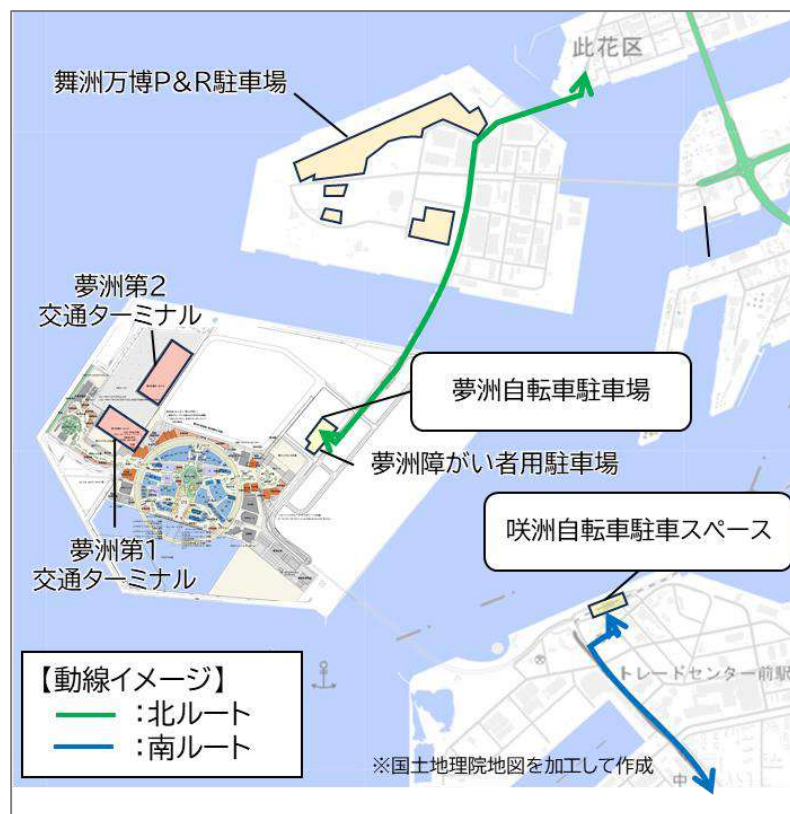 此花区
舞洲万博P&R駐車場
夢洲第2
交通ターミナル
夢洲自転車駐車場
夢洲障がい者用駐車場
咲洲自転車駐車スペース
夢洲第1
交通ターミナル
【動線イメージ】
:北ルート
:南ルート
トレードセンター前駅
※国土地理院地図を加工して作成
中